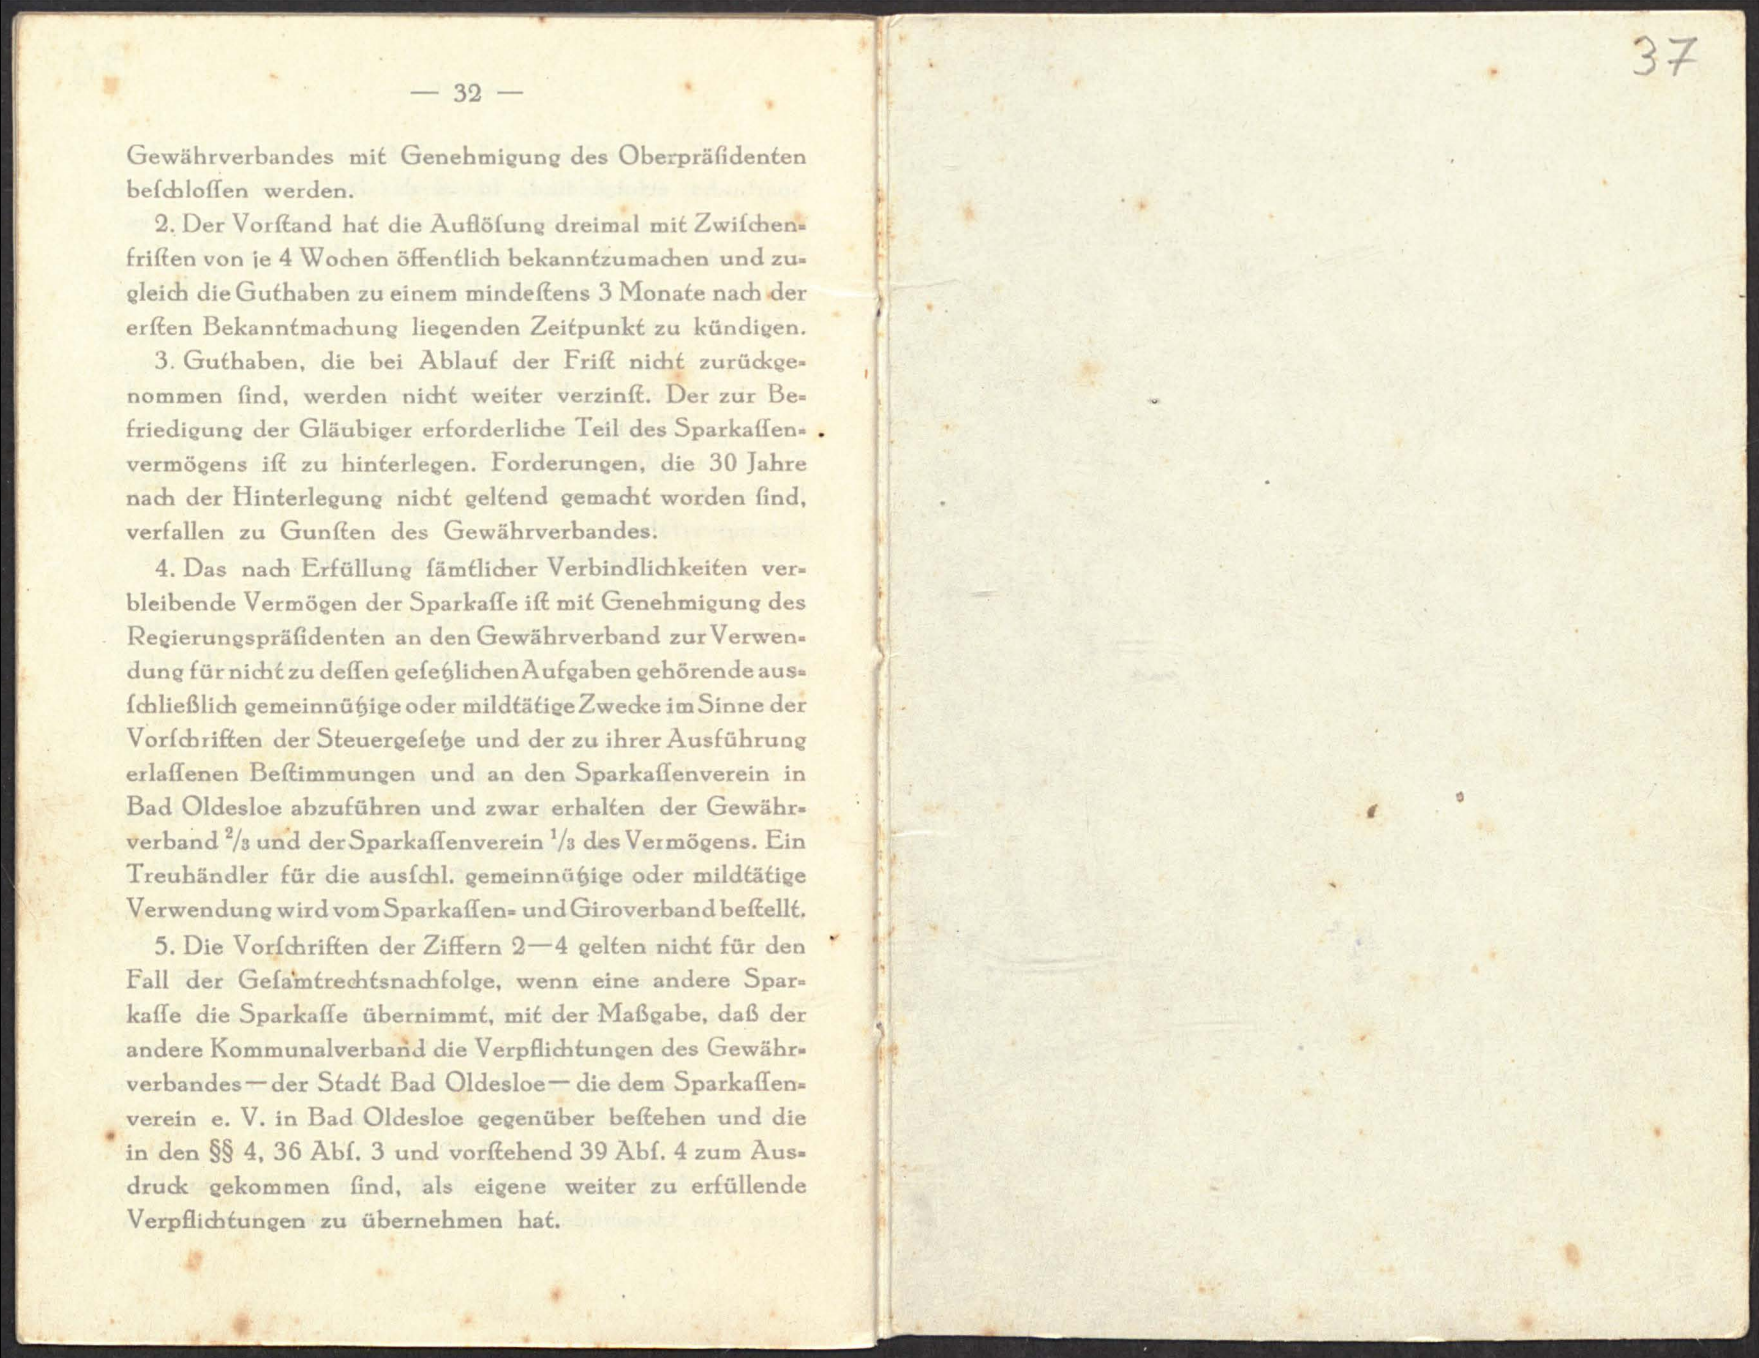 — 32 —
Gewährverbandes mit Genehmigung des Oberpräſidenten
beſchloſſen werden.
2. Der Vorſtand hat die Auflöſung dreimal mit Zwiſchen=
friſten von je 4 Wochen öffentlich bekanntzumachen und zu=
gleich die Guthaben zu einem mindeſtens 3 Monate nach der
erſten Bekanntmachung liegenden Zeitpunkt zu kündigen.
3. Guthaben, die bei Ablauf der Friſt nicht zurückge=
nommen ſind, werden nicht weiter verzinſt. Der zur Be=
friedigung der Gläubiger erforderliche Teil des Sparkaſſen=
vermögens iſt zu hinterlegen. Forderungen, die 30 Jahre
nach der Hinterlegung nicht geltend gemacht worden ſind,
verfallen zu Gunſten des Gewährverbandes.
4. Das nach Erfüllung ſämtlicher Verbindlichkeiten ver=
bleibende Vermögen der Sparkaſſe iſt mit Genehmigung des
Regierungspräſidenten an den Gewährverband zur Verwen=
dung für nicht zu deſſen geſetzlichen Aufgaben gehörende aus=
ſchließlich gemeinnützige oder mildtätige Zwecke im Sinne der
Vorſchriften der Steuergeſetze und der zu ihrer Ausführung
erlaſſenen Beſtimmungen und an den Sparkaſſenverein in
Bad Oldesloe abzuführen und zwar erhalten der Gewähr=
verband ²/₃ und der Sparkaſſenverein ¹/₃ des Vermögens. Ein
Treuhändler für die ausſchl. gemeinnützige oder mildtätige
Verwendung wird vom Sparkaſſen= und Giroverband beſtellt.
5. Die Vorſchriften der Ziffern 2—4 gelten nicht für den
Fall der Geſamtrechtsnachfolge, wenn eine andere Spar=
kaſſe die Sparkaſſe übernimmt, mit der Maßgabe, daß der
andere Kommunalverband die Verpflichtungen des Gewähr=
verbandes — der Stadt Bad Oldesloe — die dem Sparkaſſen=
verein e. V. in Bad Oldesloe gegenüber beſtehen und die
in den §§ 4, 36 Abſ. 3 und vorſtehend 39 Abſ. 4 zum Aus=
druck gekommen ſind, als eigene weiter zu erfüllende
Verpflichtungen zu übernehmen hat.
37